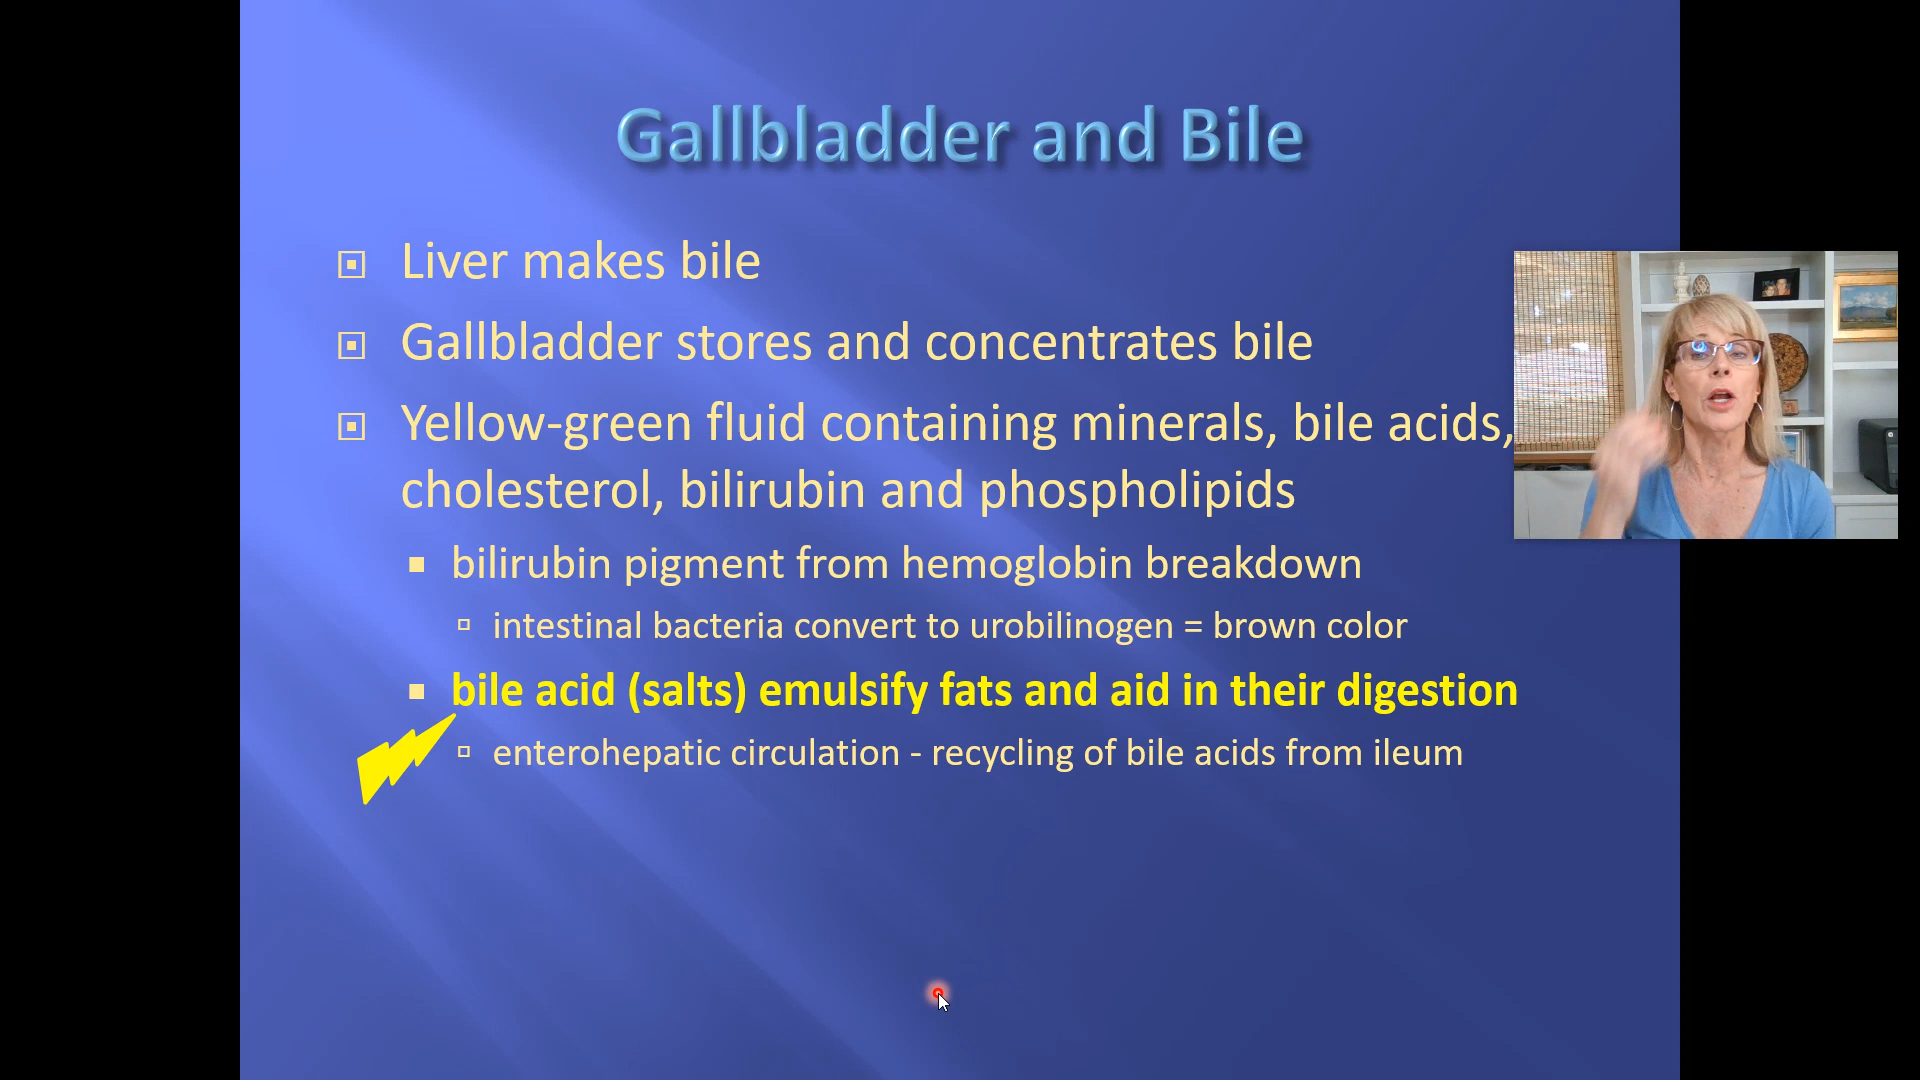 Gallbladder and Bile
Liver makes bile
Gallbladder stores and concentrates bile
Yellow-green fluid containing minerals, bile acids,
cholesterol, bilirubin and phospholipids
bilirubin pigment from hemoglobin breakdown
intestinal bacteria convert to urobilinogen = brown color
bile acid (salts) emulsify fats and aid in their digestion
enterohepatic circulation - recycling of bile acids from ileum